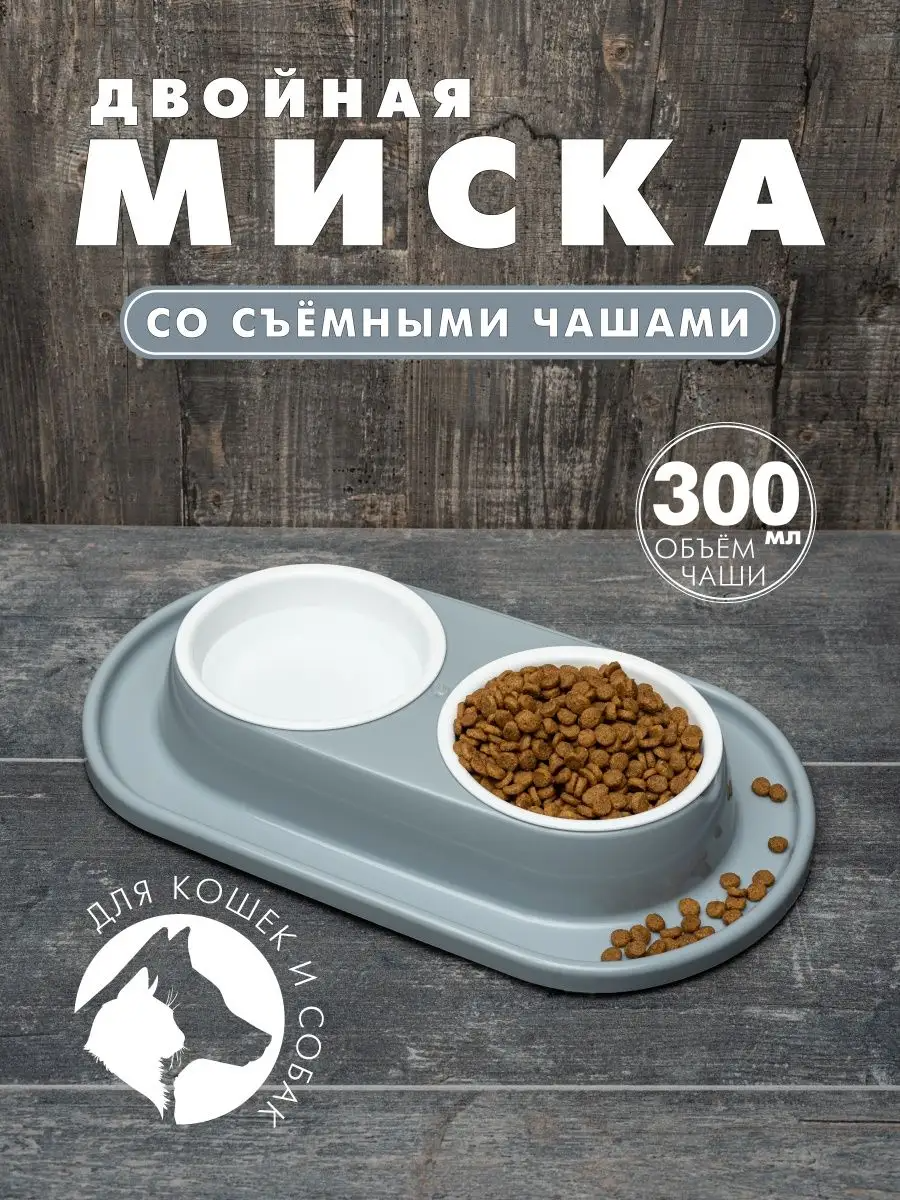 ДВОЙНАЯ
МИСКА
СО СЪЁМНЫМИ ЧАШАМИ
300 мл
ОБЪЁМ
ЧАШИ
ДЛЯ КОШЕК И СОБАК